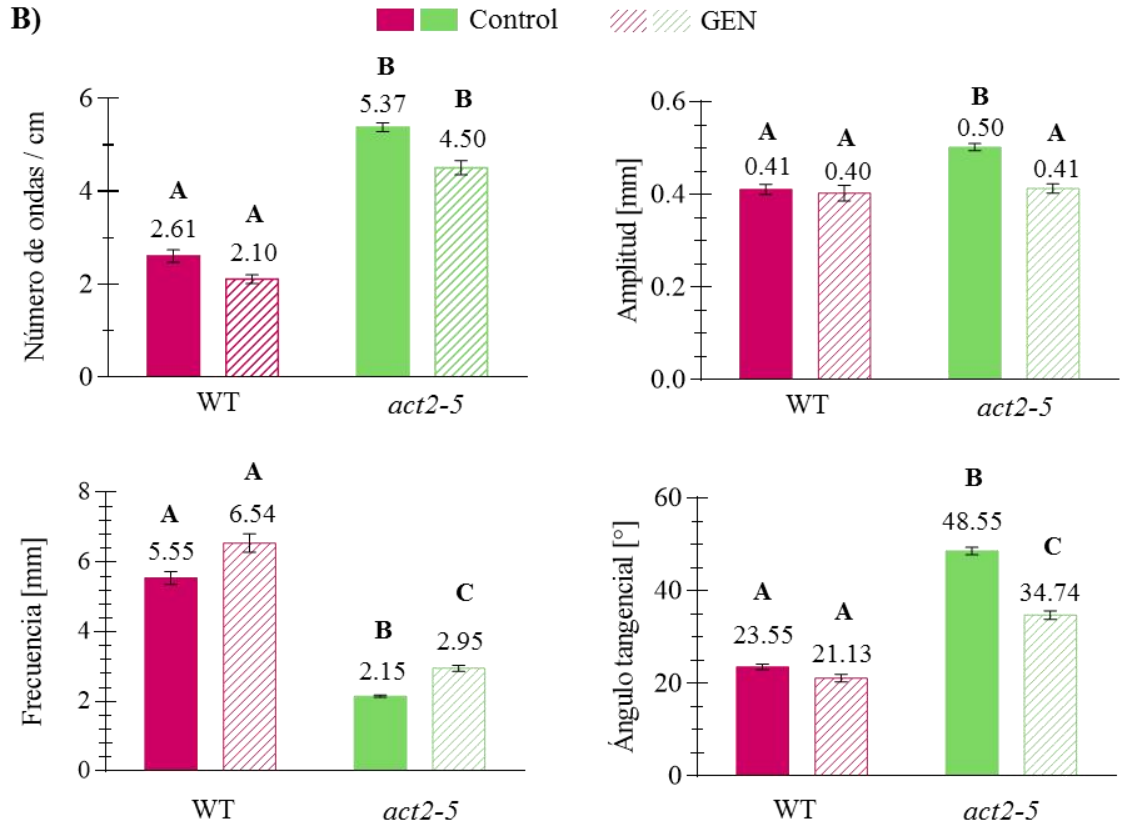 B)
Control
GEN
Número de ondas / cm
6
4
2
0
A
2.61
A
2.10
B
5.37
B
4.50
WT
act2-5
Amplitud [mm]
0.6
0.4
0.2
0.0
A
0.41
A
0.40
B
0.50
A
0.41
WT
act2-5
Frecuencia [mm]
8
6
4
2
0
A
5.55
A
6.54
B
2.15
C
2.95
WT
act2-5
Ángulo tangencial [°]
60
40
20
0
A
23.55
A
21.13
B
48.55
C
34.74
WT
act2-5